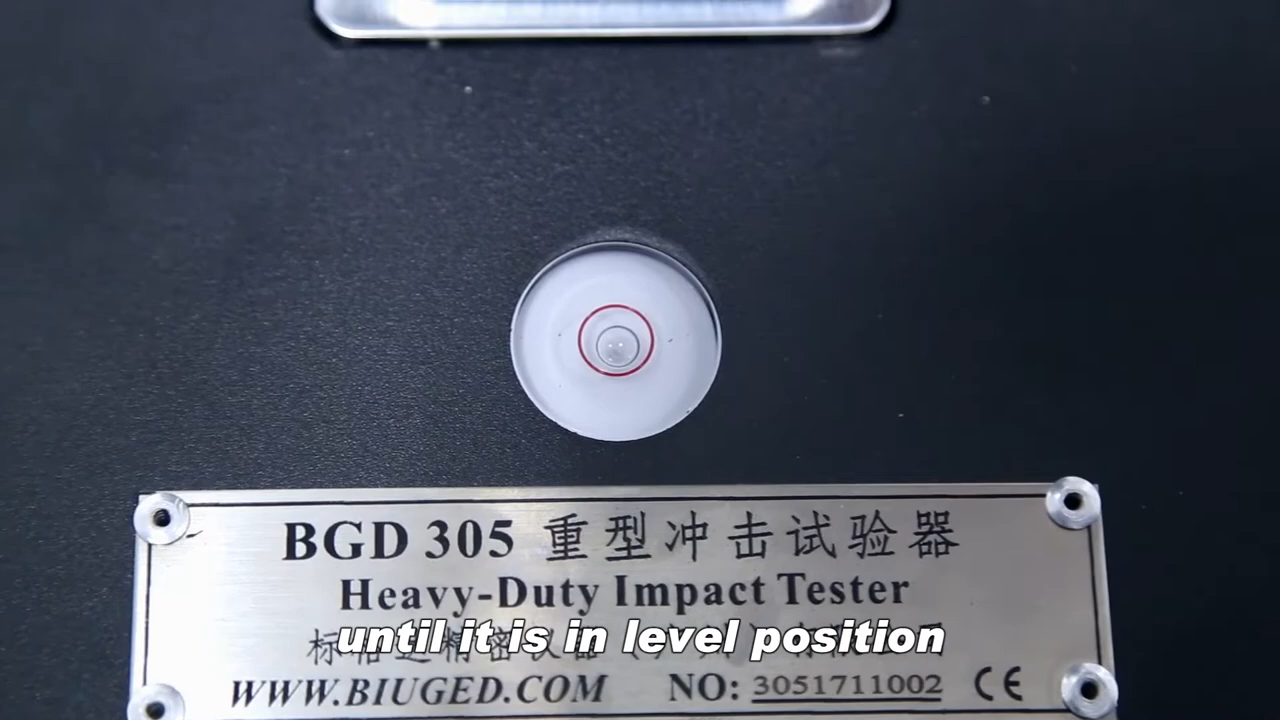 BGD 305 重型冲击试验器
Heavy-Duty Impact Tester
until it is in level position
WWW.BIUGED.COM NO: 3051711002 CE